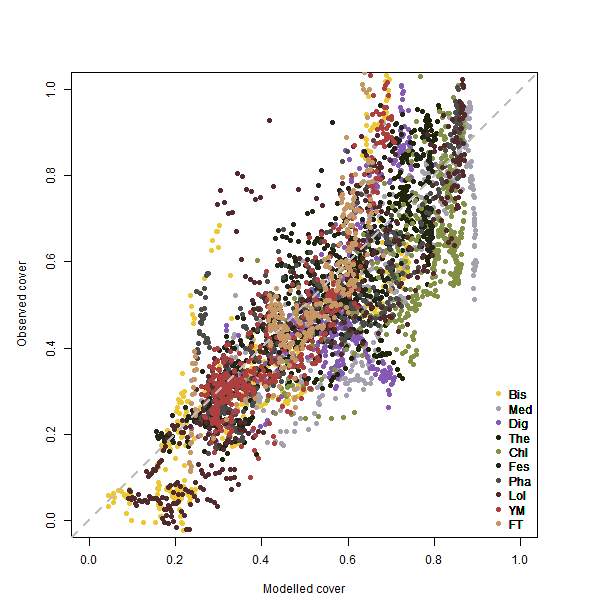 1.0
0.8
0.6
0.4
0.2
0.0
Observed cover
Bis
Med
Dig
The
Chl
Fes
Pha
Lol
YM
FT
0.0 0.2 0.4 0.6 0.8 1.0
Modelled cover